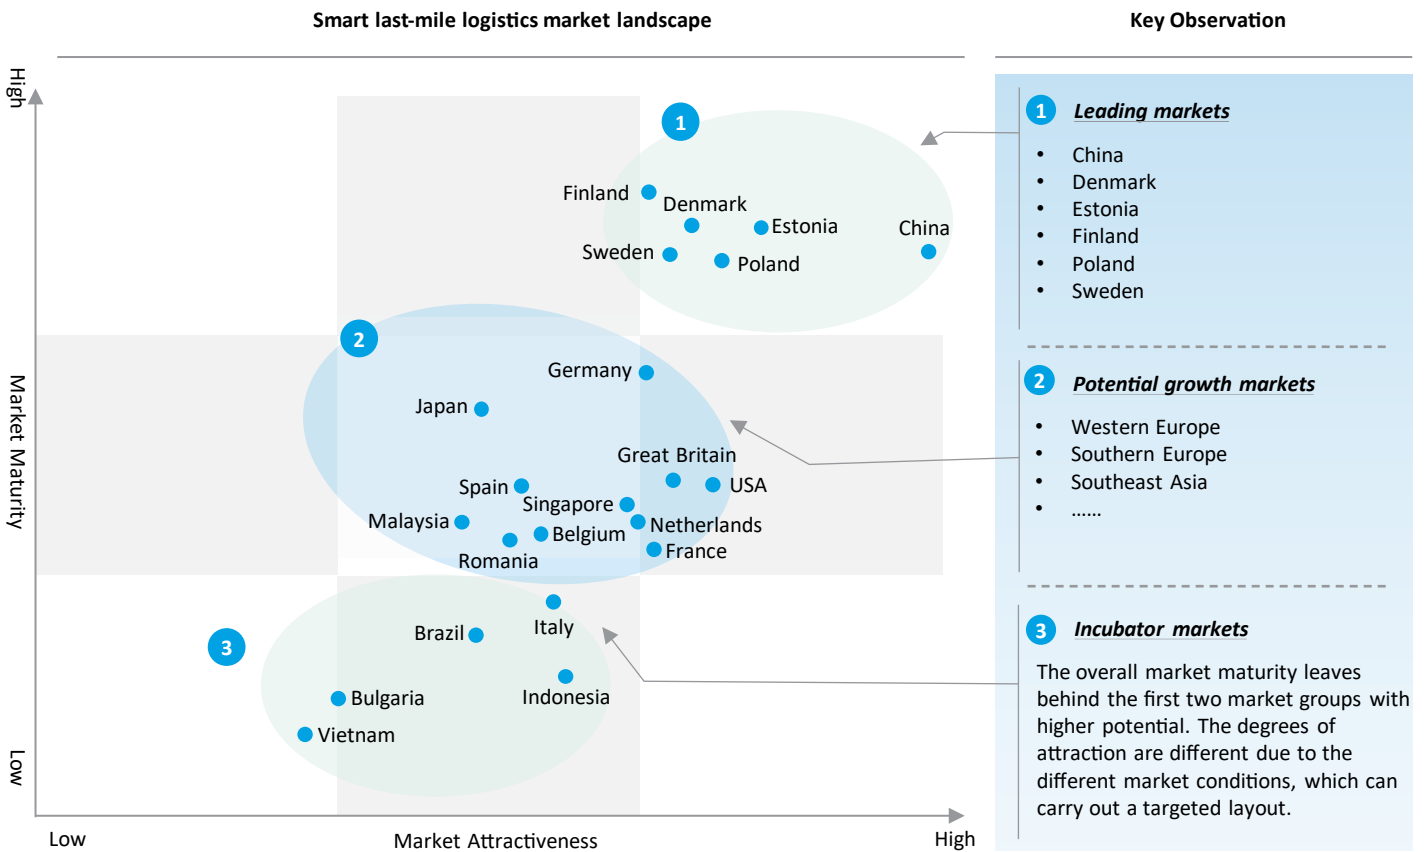 Smart last-mile logistics market landscape
Key Observation
High
Market Maturity
Low
1
Finland
Denmark
Estonia
China
Sweden
Poland
2
Germany
Japan
Great Britain
Spain
USA
Singapore
Malaysia
Netherlands
Belgium
Romania
France
3
Italy
Brazil
Indonesia
Bulgaria
Vietnam
Low
Market Attractiveness
High
1 Leading markets
• China
• Denmark
• Estonia
• Finland
• Poland
• Sweden
2 Potential growth markets
• Western Europe
• Southern Europe
• Southeast Asia
• ......
3 Incubator markets
The overall market maturity leaves
behind the first two market groups with
higher potential. The degrees of
attraction are different due to the
different market conditions, which can
carry out a targeted layout.